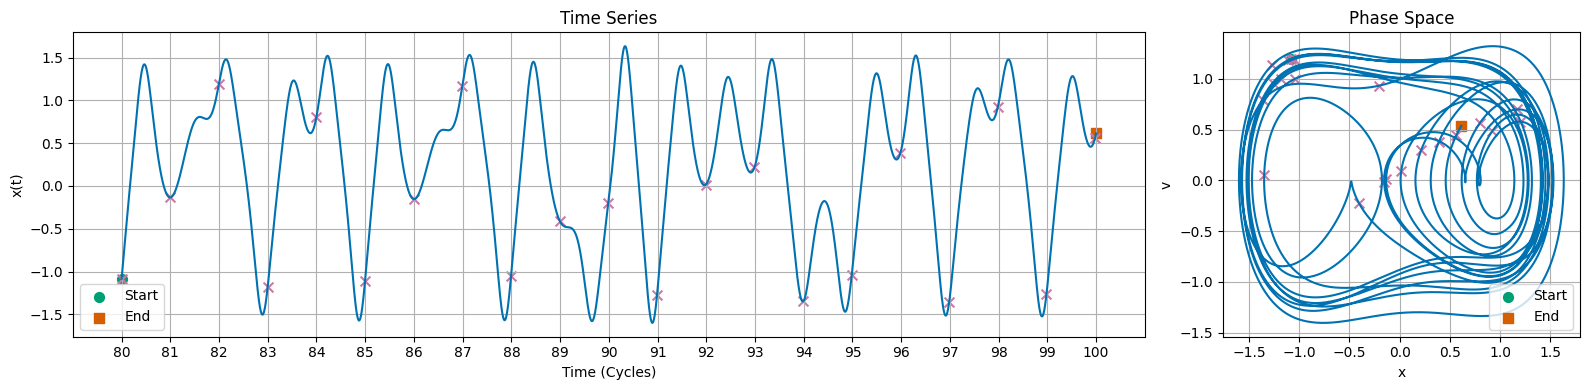 Time Series
x(t)
1.5
1.0
0.5
0.0
−0.5
−1.0
−1.5
Start
End
80 81 82 83 84 85 86 87 88 89 90 91 92 93 94 95 96 97 98 99 100
Time (Cycles)
Phase Space
v
1.0
0.5
0.0
−0.5
−1.0
−1.5
Start
End
−1.5 −1.0 −0.5 0.0 0.5 1.0 1.5
x